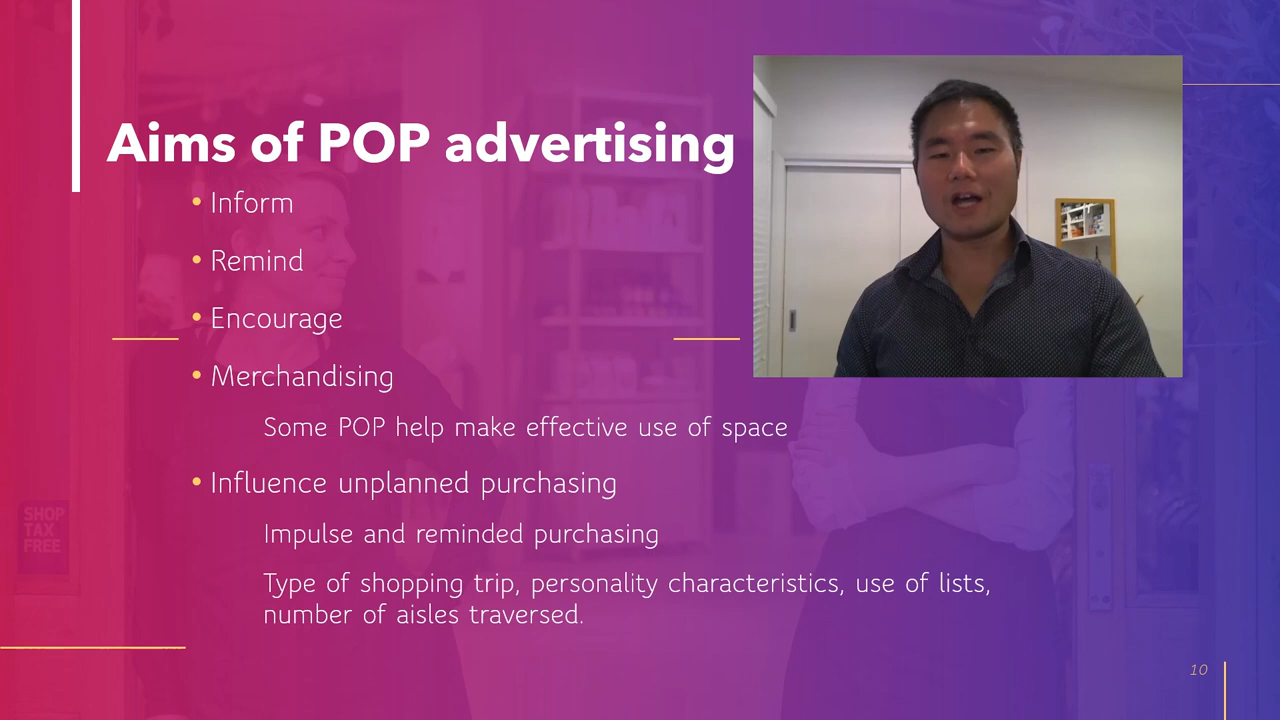 Aims of POP advertising
• Inform
• Remind
• Encourage
• Merchandising
Some POP help make effective use of space
• Influence unplanned purchasing
Impulse and reminded purchasing
Type of shopping trip, personality characteristics, use of lists,
number of aisles traversed.
SHOP
TAX
FREE
10